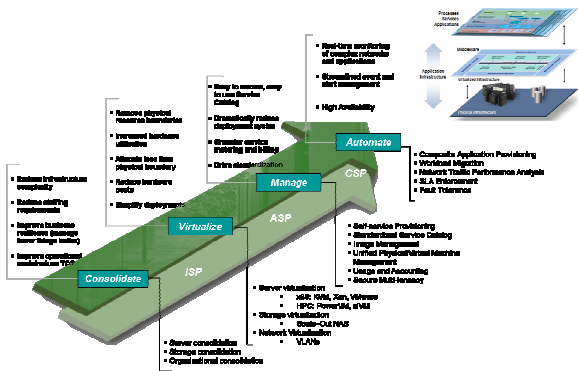 Processes
Services
Applications
Middleware
Application
Infrastructure
Virtualized Infrastructure
Physical Infrastructure
Real-time monitoring
of complex networks
and applications
Streamlined event and
alert management
High Availability
Easy to access, easy
to use Service
Catalog
Dramatically reduce
deployment cycles
Granular service
metering and billing
Drive standardization
Remove physical
resource boundaries
Increased hardware
utilization
Allocate less than
physical boundary
Reduce hardware
costs
Simplify deployments
Reduce infrastructure
complexity
Reduce staffing
requirements
Improve business
resilience (manage
fewer things better)
Improve operational
Consolidate
Virtualize
Manage
Automate
ISP
ASP
CSP
Composite Application Provisioning
Workload Migration
Network Traffic Performance Analysis
SLA Enforcement
Fault Tolerance
Self-service Provisioning
Standardized Service Catalog
Image Management
Unified Physical/Virtual Machine
Management
Usage and Accounting
Secure Multi-tenancy
Server virtualization
x86: KVM, Xen, VMware
HPC: PowerVM, zVM
Storage virtualization
Scale-Out NAS
Network Virtualization
VLANs
Server consolidation
Storage consolidation
Organizational consolidation